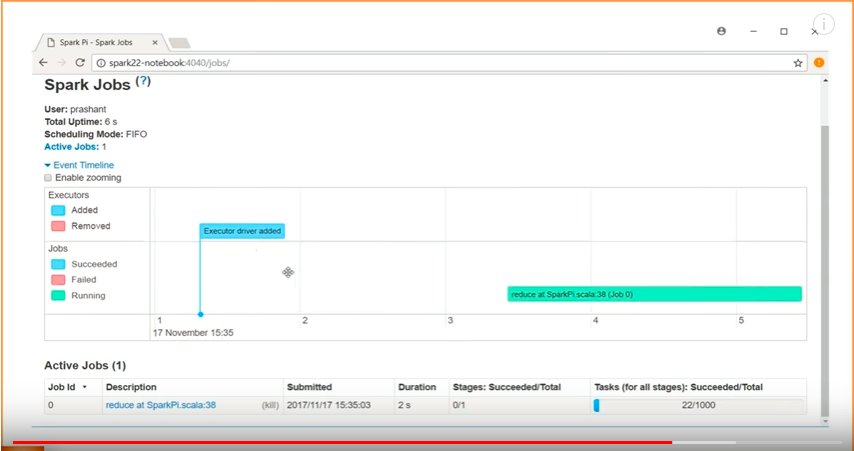 Spark Pi - Spark Jobs
spark22-notebook:4040/jobs/
Spark Jobs (?)
User: prashant
Total Uptime: 6 s
Scheduling Mode: FIFO
Active Jobs: 1
Event Timeline
Enable zooming
Executors
Added
Removed
Executor driver added
Jobs
Succeeded
Failed
Running
reduce at SparkPi.scala:38 (Job 0)
1 2 3 4 5
17 November 15:35
Active Jobs (1)
Job Id Description Submitted Duration Stages: Succeeded/Total Tasks (for all stages): Succeeded/Total
0 reduce at SparkPi.scala:38 (kill) 2017/11/17 15:35:03 2 s 0/1 22/1000